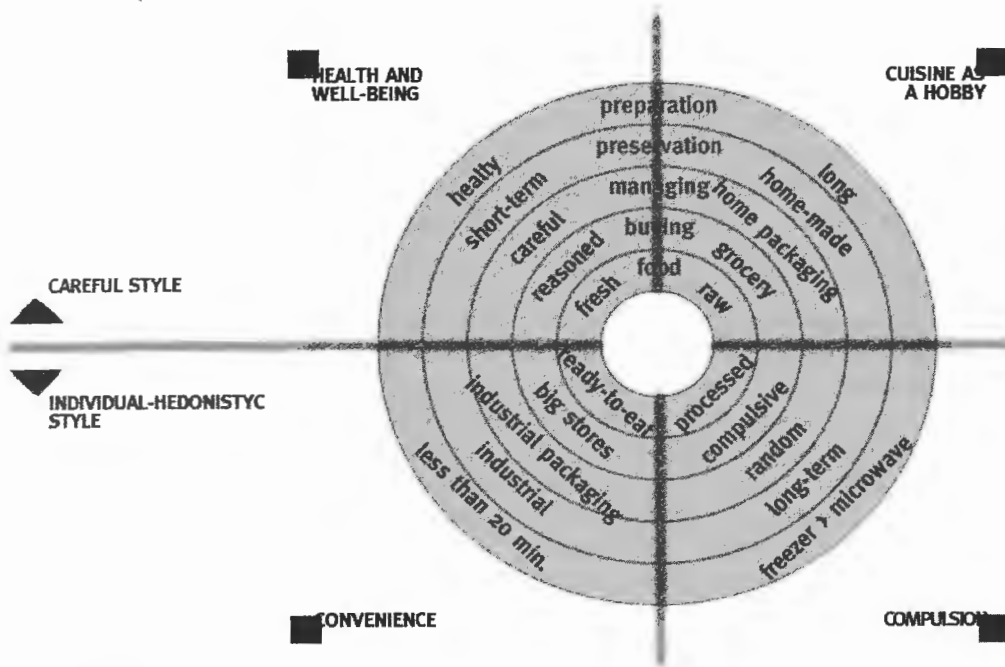 HEALTH AND
WELL-BEING
CUISINE AS
A HOBBY
preparation
preservation
managing
buying
food
healty
short-term
careful
reasoned
fresh
long
home-made
home packaging
grocery
raw
CAREFUL STYLE
INDIVIDUAL-HEDONISTYC
STYLE
ready-to-eat
big stores
industrial packaging
industrial
less than 20 min.
processed
compulsive
random
long-term
freezer > microwave
CONVENIENCE
COMPULSION